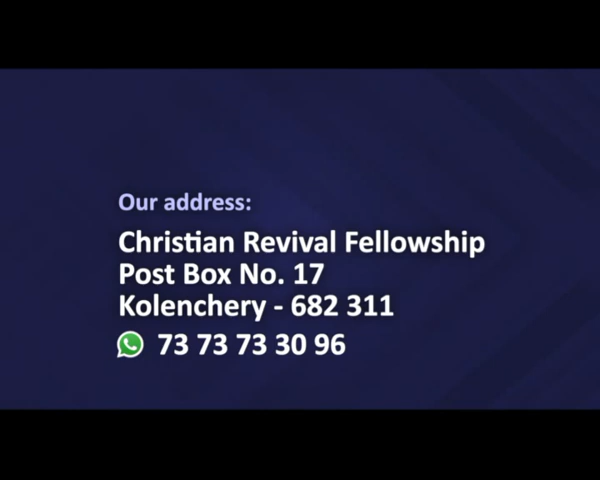 Our address:
Christian Revival Fellowship
Post Box No. 17
Kolenchery - 682 311
73 73 73 30 96